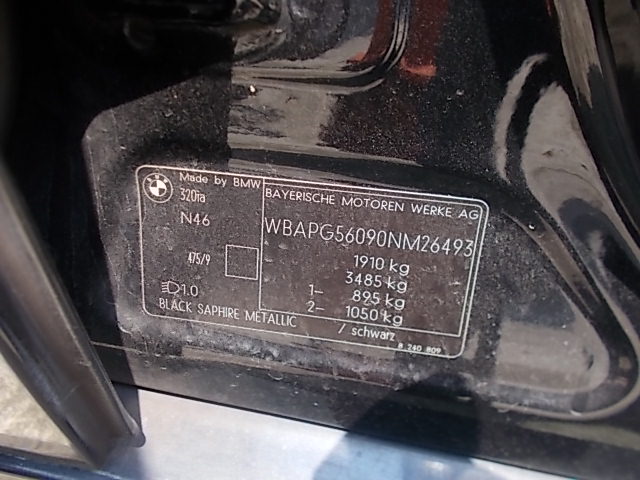 Made by BMW
320ia
N46
475/9
1.0
BLACK SAPHIRE METALLIC
/ schwarz
BAYERISCHE MOTOREN WERKE AG
WBAPG56090NM26493
1910 kg
3485 kg
1– 895 kg
2– 1050 kg
8 240 809